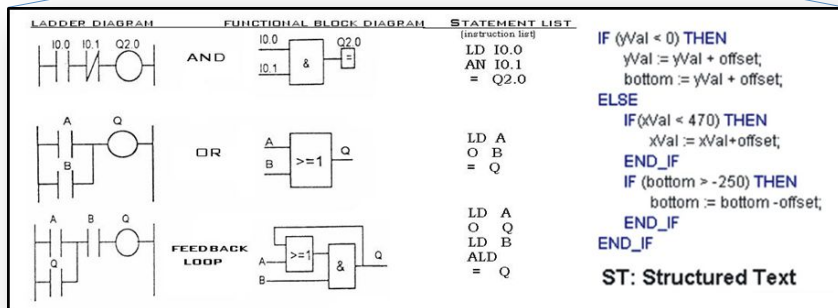 LADDER DIAGRAM
FUNCTIONAL BLOCK DIAGRAM
STATEMENT LIST
(instruction list)
I0.0 I0.1 Q2.0
AND
I0.0
I0.1
&
Q2.0
=
LD I0.0
AN I0.1
= Q2.0
A Q
B
OR
A
B
>=1
Q
LD A
O B
= Q
A B Q
Q
FEEDBACK
LOOP
A
B
>=1
&
Q
LD A
O Q
LD B
ALD
= Q
IF (yVal < 0) THEN
yVal := yVal + offset;
bottom := yVal + offset;
ELSE
IF(xVal < 470) THEN
xVal := xVal+offset;
END_IF
IF (bottom > -250) THEN
bottom := bottom -offset;
END_IF
END_IF
ST: Structured Text